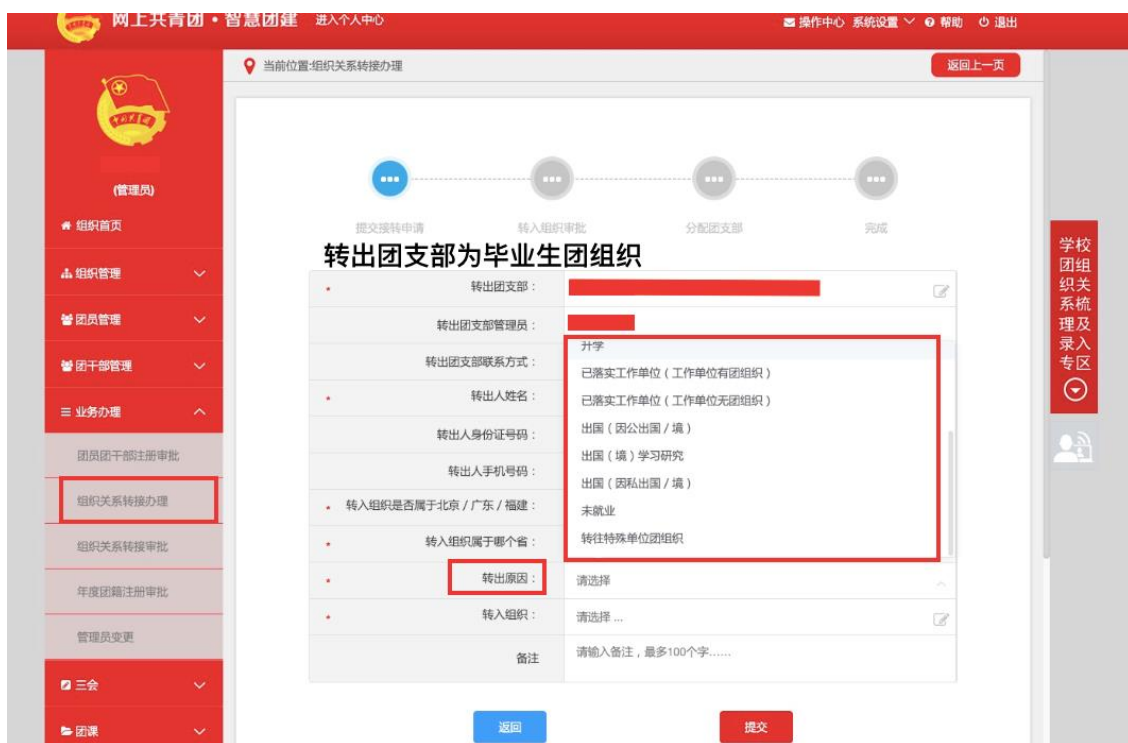 网上共青团·智慧团建 进入个人中心 操作中心 系统设置 帮助 退出
当前位置:组织关系转接办理 返回上一页
(管理员)
组织首页
组织管理
团员管理
团干部管理
业务办理
团员团干部注册审批
组织关系转接办理
组织关系转接审批
年度团籍注册审批
管理员变更
三会
团课
提交接转申请 转入组织审批 分配团支部 完成
转出团支部为毕业生团组织
* 转出团支部：
转出团支部管理员：
转出团支部联系方式：
* 转出人姓名：
转出人身份证号码：
转出人手机号码：
* 转入组织是否属于北京/广东/福建：
* 转入组织属于哪个省：
升学
已落实工作单位（工作单位有团组织）
已落实工作单位（工作单位无团组织）
出国（因公出国/境）
出国（境）学习研究
出国（因私出国/境）
未就业
转往特殊单位团组织
* 转出原因： 请选择
* 转入组织： 请选择 ...
备注 请输入备注，最多100个字……
返回 提交
学校
团组
织关
系梳
理及
录入
专区